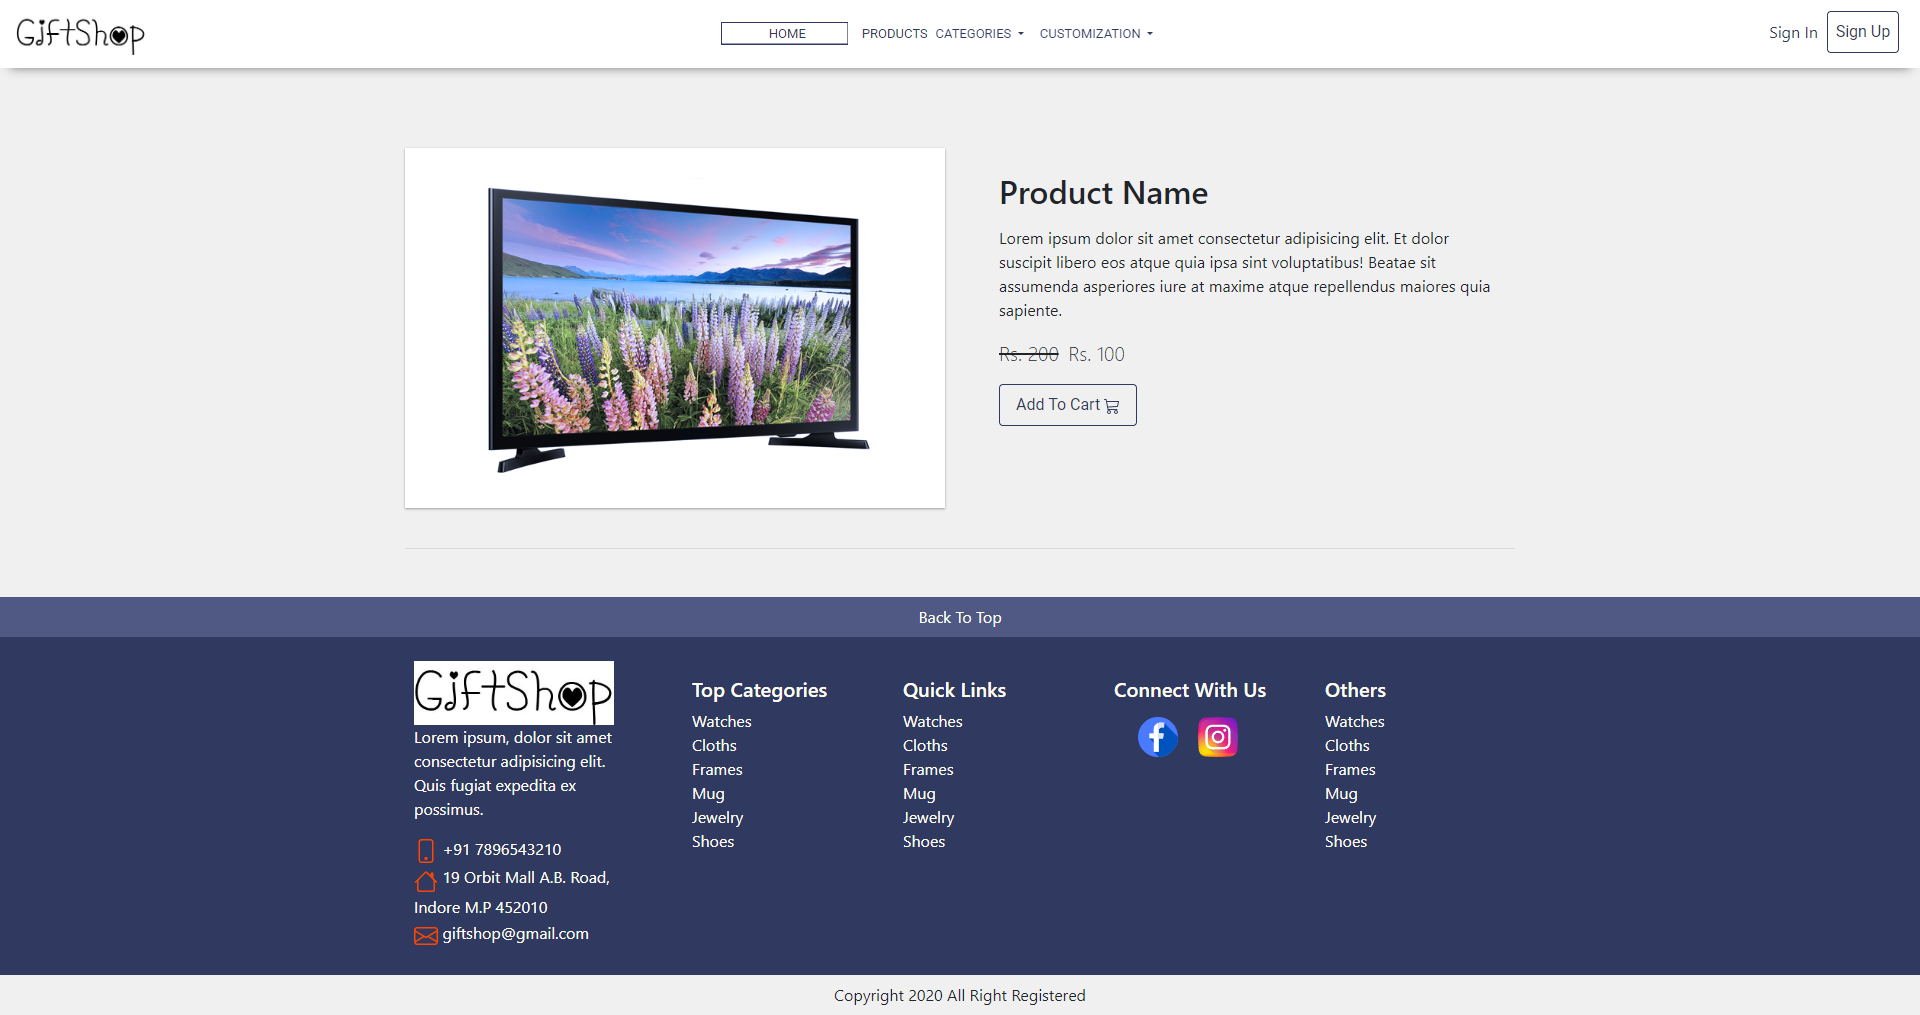 GiftShop
HOME PRODUCTS CATEGORIES CUSTOMIZATION
Sign In Sign Up
Product Name
Lorem ipsum dolor sit amet consectetur adipisicing elit. Et dolor
suscipit libero eos atque quia ipsa sint voluptatibus! Beatae sit
assumenda asperiores iure at maxime atque repellendus maiores quia
sapiente.
Rs. 200 Rs. 100
Add To Cart
Back To Top
GiftShop
Lorem ipsum, dolor sit amet
consectetur adipisicing elit.
Quis fugiat expedita ex
possimus.
+91 7896543210
19 Orbit Mall A.B. Road,
Indore M.P 452010
giftshop@gmail.com
Top Categories
Watches
Cloths
Frames
Mug
Jewelry
Shoes
Quick Links
Watches
Cloths
Frames
Mug
Jewelry
Shoes
Connect With Us
Others
Watches
Cloths
Frames
Mug
Jewelry
Shoes
Copyright 2020 All Right Registered